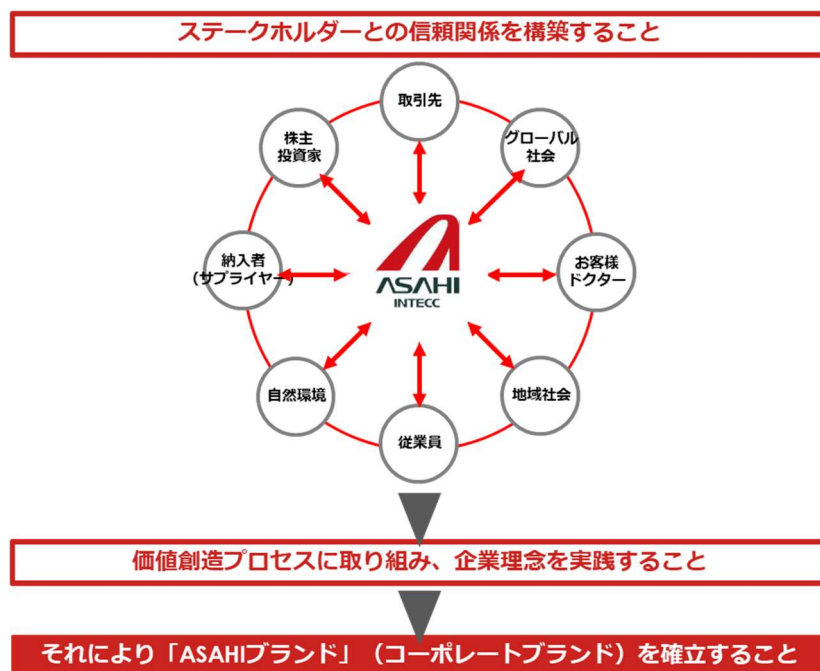 ステークホルダーとの信頼関係を構築すること
取引先
株主
投資家
グローバル
社会
納入者
（サプライヤー）
ASAHI
INTECC
お客様
ドクター
自然環境
地域社会
従業員
価値創造プロセスに取り組み、企業理念を実践すること
それにより「ASAHIブランド」（コーポレートブランド）を確立すること